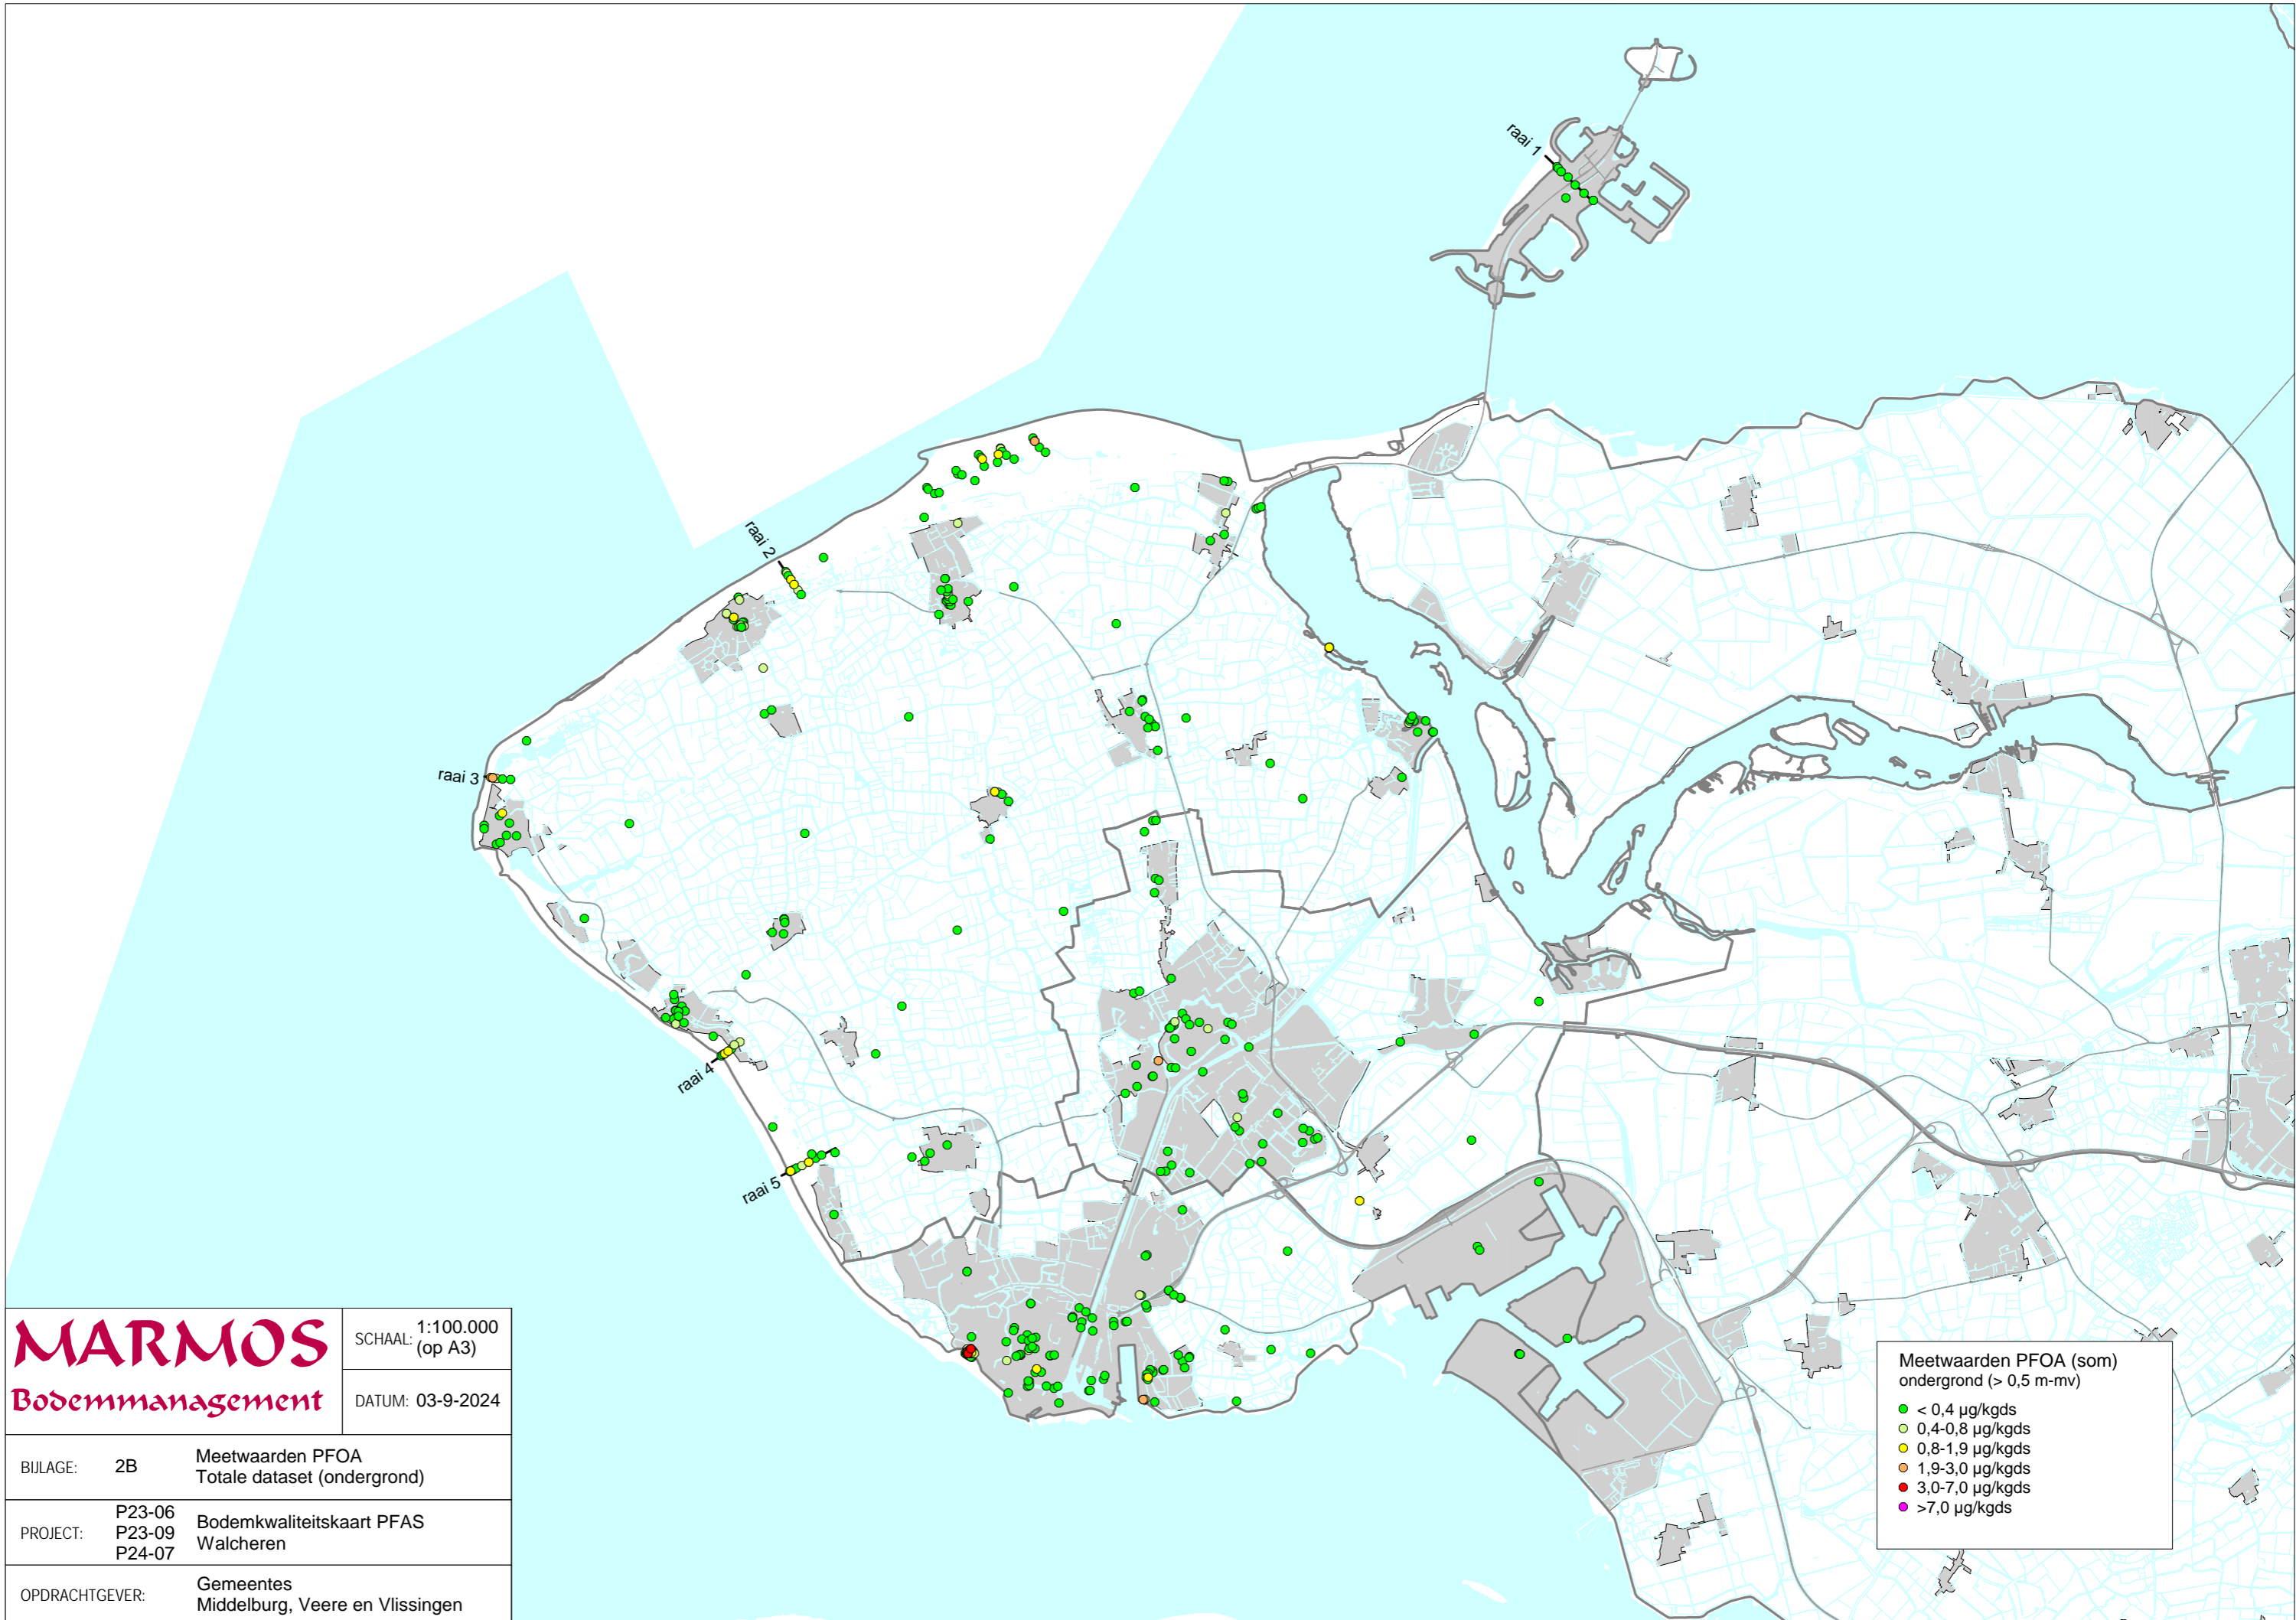 raai 1
raai 2
raai 3
raai 4
raai 5
MARMOS
Bodemmanagement
SCHAAL: 1:100.000
(op A3)
DATUM: 03-9-2024
BIJLAGE: 2B Meetwaarden PFOA
Totale dataset (ondergrond)
PROJECT: P23-06
P23-09
P24-07
Bodemkwaliteitskaart PFAS
Walcheren
OPDRACHTGEVER: Gemeentes
Middelburg, Veere en Vlissingen
Meetwaarden PFOA (som)
ondergrond (> 0,5 m-mv)
< 0,4 µg/kgds
0,4-0,8 µg/kgds
0,8-1,9 µg/kgds
1,9-3,0 µg/kgds
3,0-7,0 µg/kgds
>7,0 µg/kgds